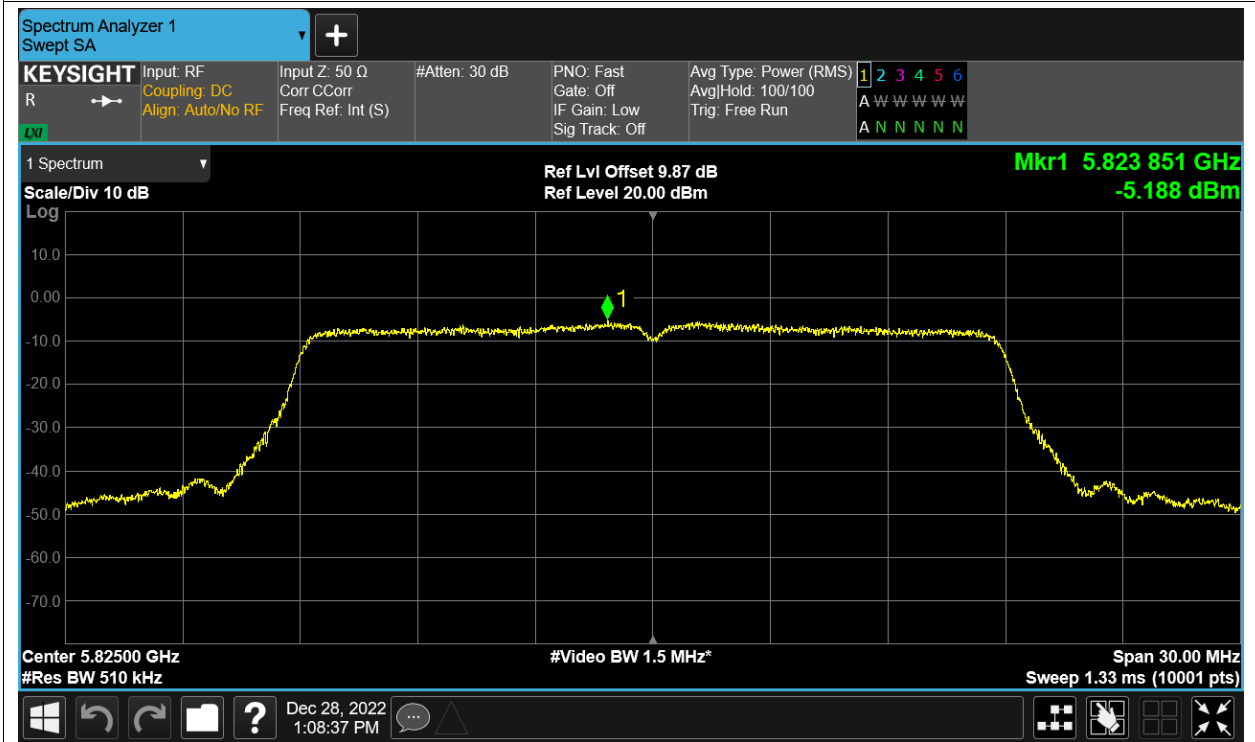 Spectrum Analyzer 1
Swept SA
KEYSIGHT
R
LXI
Input: RF
Coupling: DC
Align: Auto/No RF
Input Z: 50 Ω
Corr CCorr
Freq Ref: Int (S)
#Atten: 30 dB
PNO: Fast
Gate: Off
IF Gain: Low
Sig Track: Off
Avg Type: Power (RMS)
Avg|Hold: 100/100
Trig: Free Run
1 2 3 4 5 6
A W W W W W
A N N N N N
1 Spectrum
Scale/Div 10 dB
Log
Ref Lvl Offset 9.87 dB
Ref Level 20.00 dBm
Mkr1 5.823 851 GHz
-5.188 dBm
10.0
0.00
1
-10.0
-20.0
-30.0
-40.0
-50.0
-60.0
-70.0
Center 5.82500 GHz
#Res BW 510 kHz
#Video BW 1.5 MHz*
Span 30.00 MHz
Sweep 1.33 ms (10001 pts)
?
Dec 28, 2022
1:08:37 PM